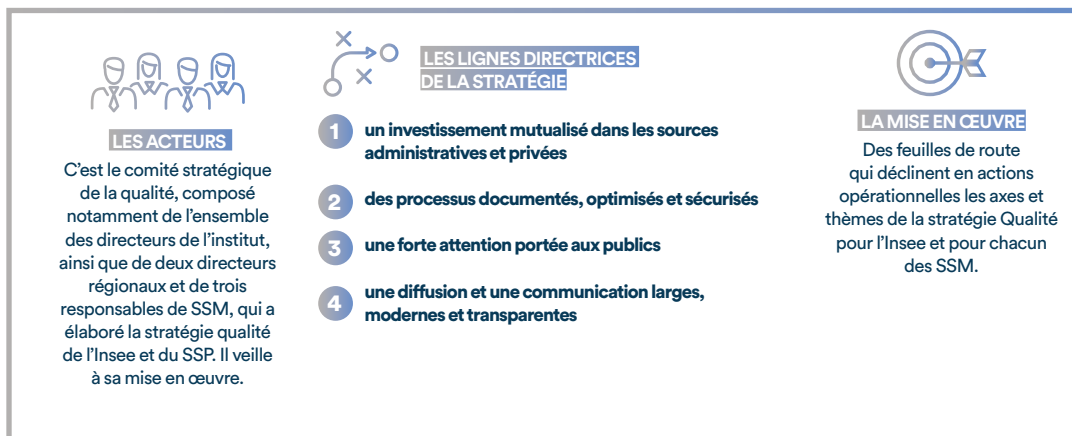 LES ACTEURS
C'est le comité stratégique
de la qualité, composé
notamment de l'ensemble
des directeurs de l'institut,
ainsi que de deux directeurs
régionaux et de trois
responsables de SSM, qui a
élaboré la stratégie qualité
de l'Insee et du SSP. Il veille
à sa mise en œuvre.
LES LIGNES DIRECTRICES
DE LA STRATÉGIE
1 un investissement mutualisé dans les sources
administratives et privées
2 des processus documentés, optimisés et sécurisés
3 une forte attention portée aux publics
4 une diffusion et une communication larges,
modernes et transparentes
LA MISE EN ŒUVRE
Des feuilles de route
qui déclinent en actions
opérationnelles les axes et
thèmes de la stratégie Qualité
pour l'Insee et pour chacun
des SSM.